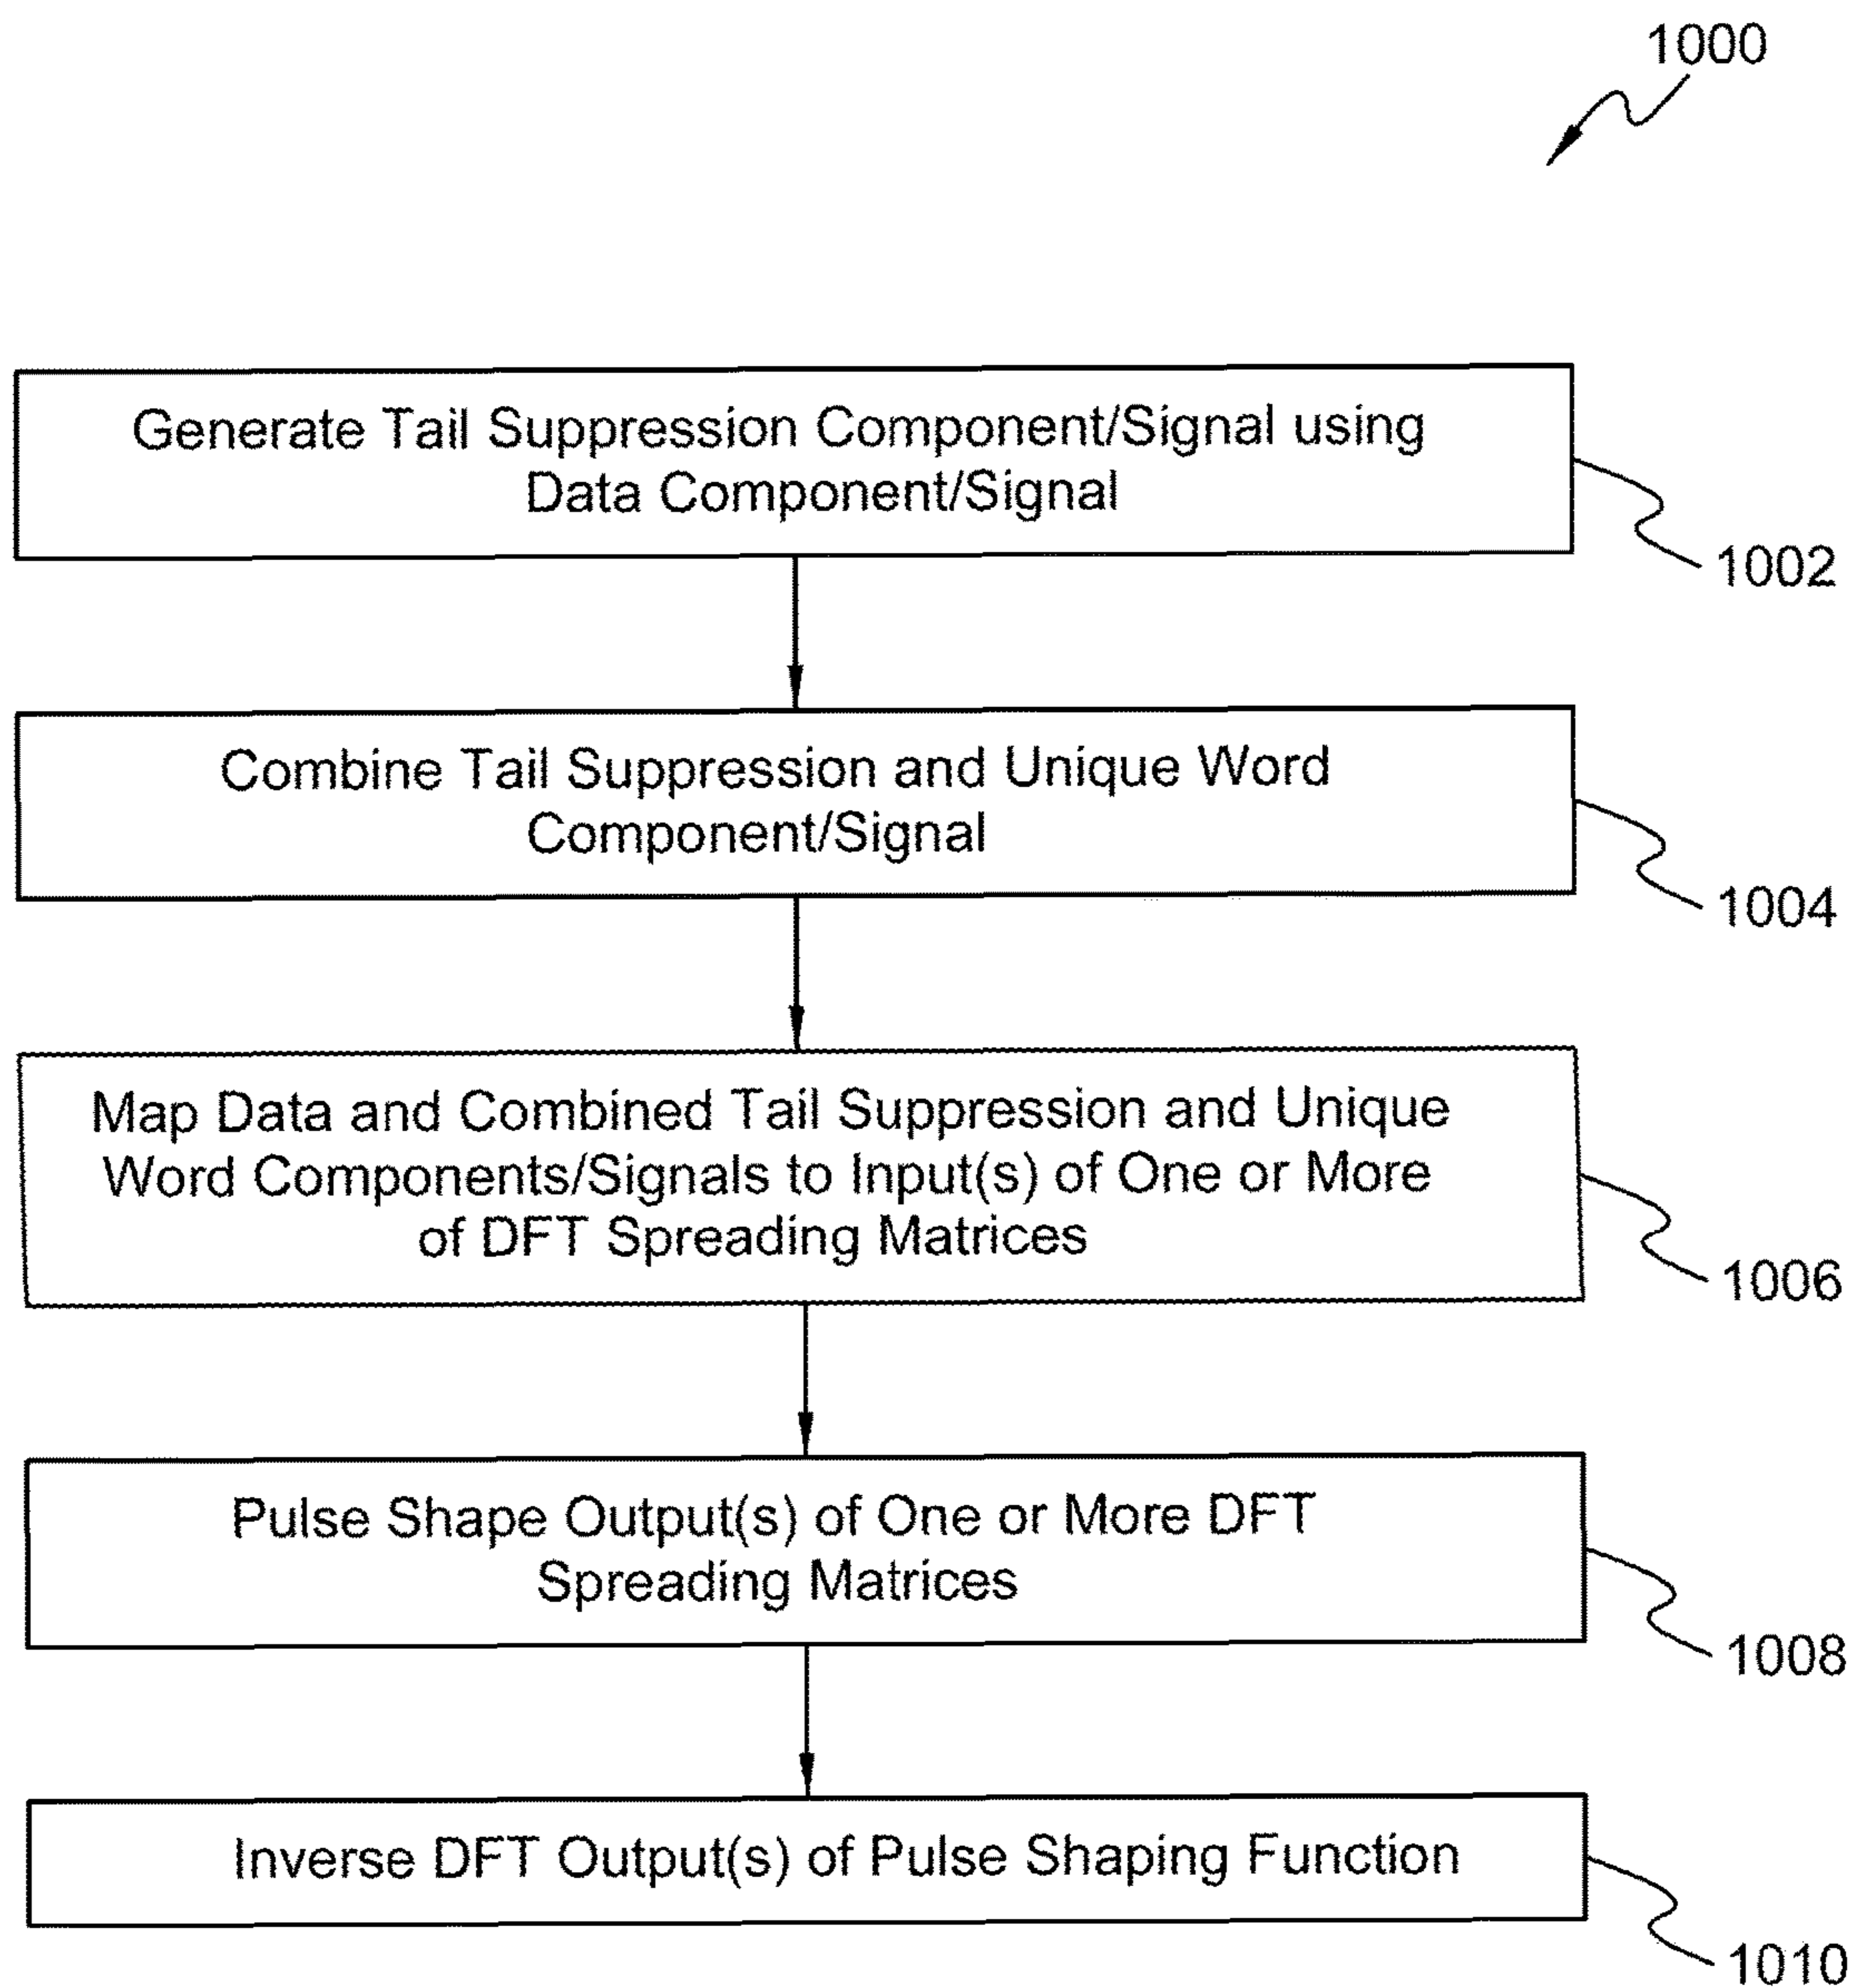 1000
Generate Tail Suppression Component/Signal using
Data Component/Signal
1002
Combine Tail Suppression and Unique Word
Component/Signal
1004
Map Data and Combined Tail Suppression and Unique
Word Components/Signals to Input(s) of One or More
of DFT Spreading Matrices
1006
Pulse Shape Output(s) of One or More DFT
Spreading Matrices
1008
Inverse DFT Output(s) of Pulse Shaping Function
1010